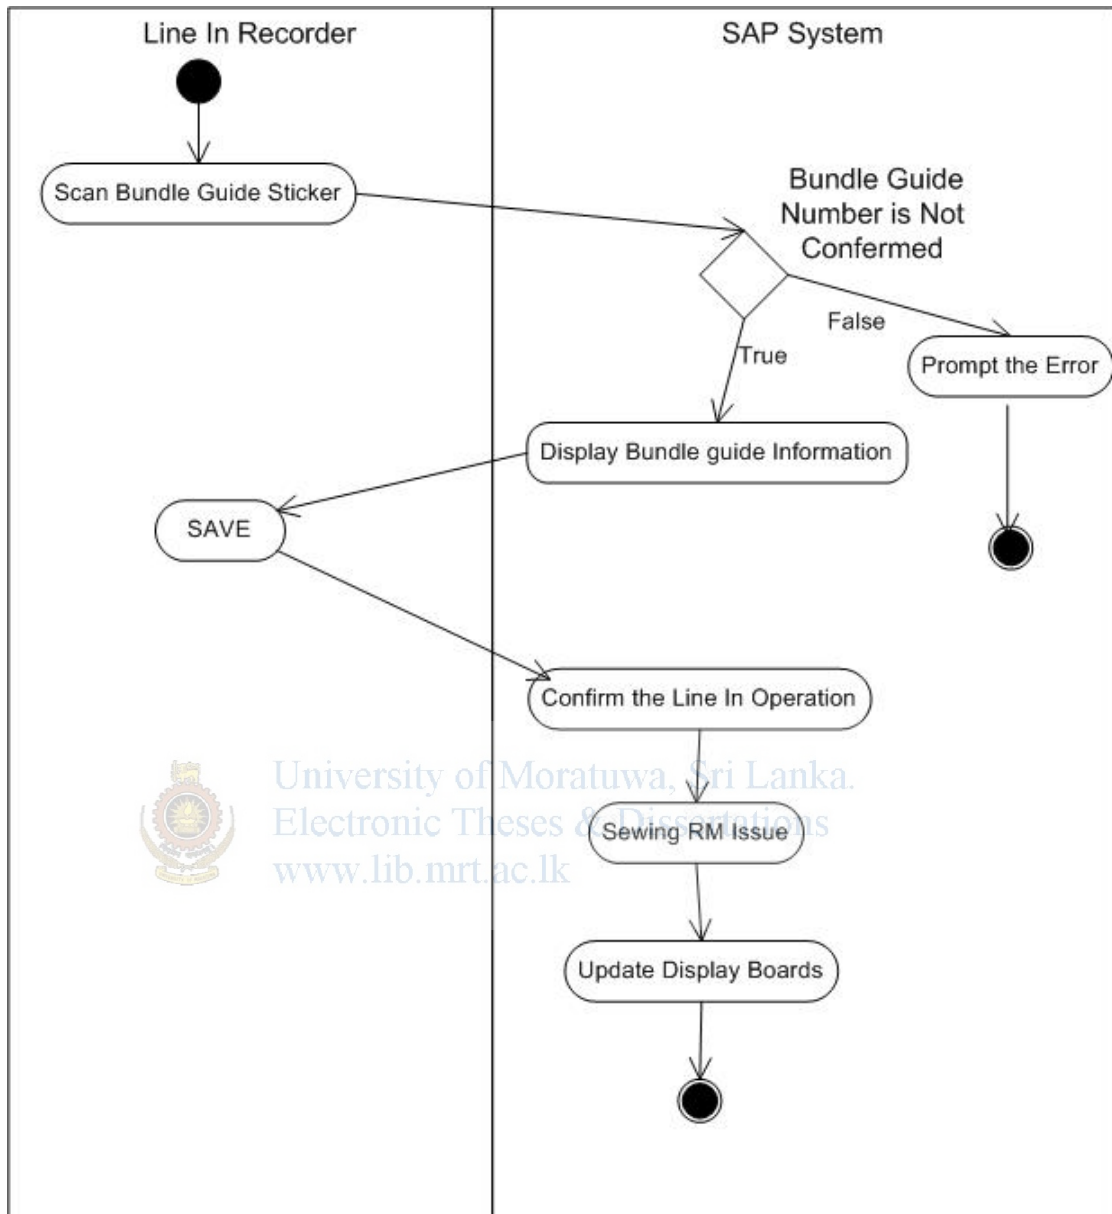 Line In Recorder
SAP System
Scan Bundle Guide Sticker
Bundle Guide
Number is Not
Confermed
False
True
Prompt the Error
Display Bundle guide Information
SAVE
Confirm the Line In Operation
University of Moratuwa, Sri Lanka.
Electronic Theses & Dissertations
www.lib.mrt.ac.lk
Sewing RM Issue
Update Display Boards